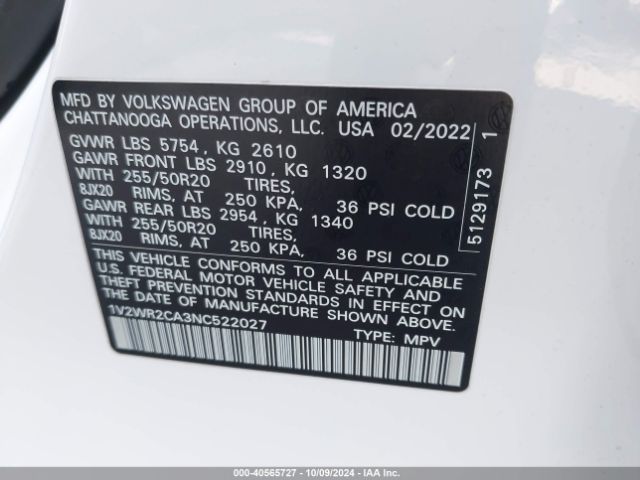 MFD BY VOLKSWAGEN GROUP OF AMERICA
CHATTANOOGA OPERATIONS, LLC. USA 02/2022
GVWR LBS 5754, KG 2610
GAWR FRONT LBS 2910, KG 1320
WITH 255/50R20 TIRES,
8JX20 RIMS, AT 250 KPA, 36 PSI COLD
GAWR REAR LBS 2954, KG 1340
WITH 255/50R20 TIRES,
8JX20 RIMS, AT 250 KPA, 36 PSI COLD
THIS VEHICLE CONFORMS TO ALL APPLICABLE
U.S. FEDERAL MOTOR VEHICLE SAFETY AND
THEFT PREVENTION STANDARDS IN EFFECT ON
THE DATE OF MANUFACTURE SHOWN ABOVE.
1V2WR2CA3NC522027 TYPE: MPV
5129173 1
000-40565727 - 10/09/2024 - IAA Holdings, LLC.